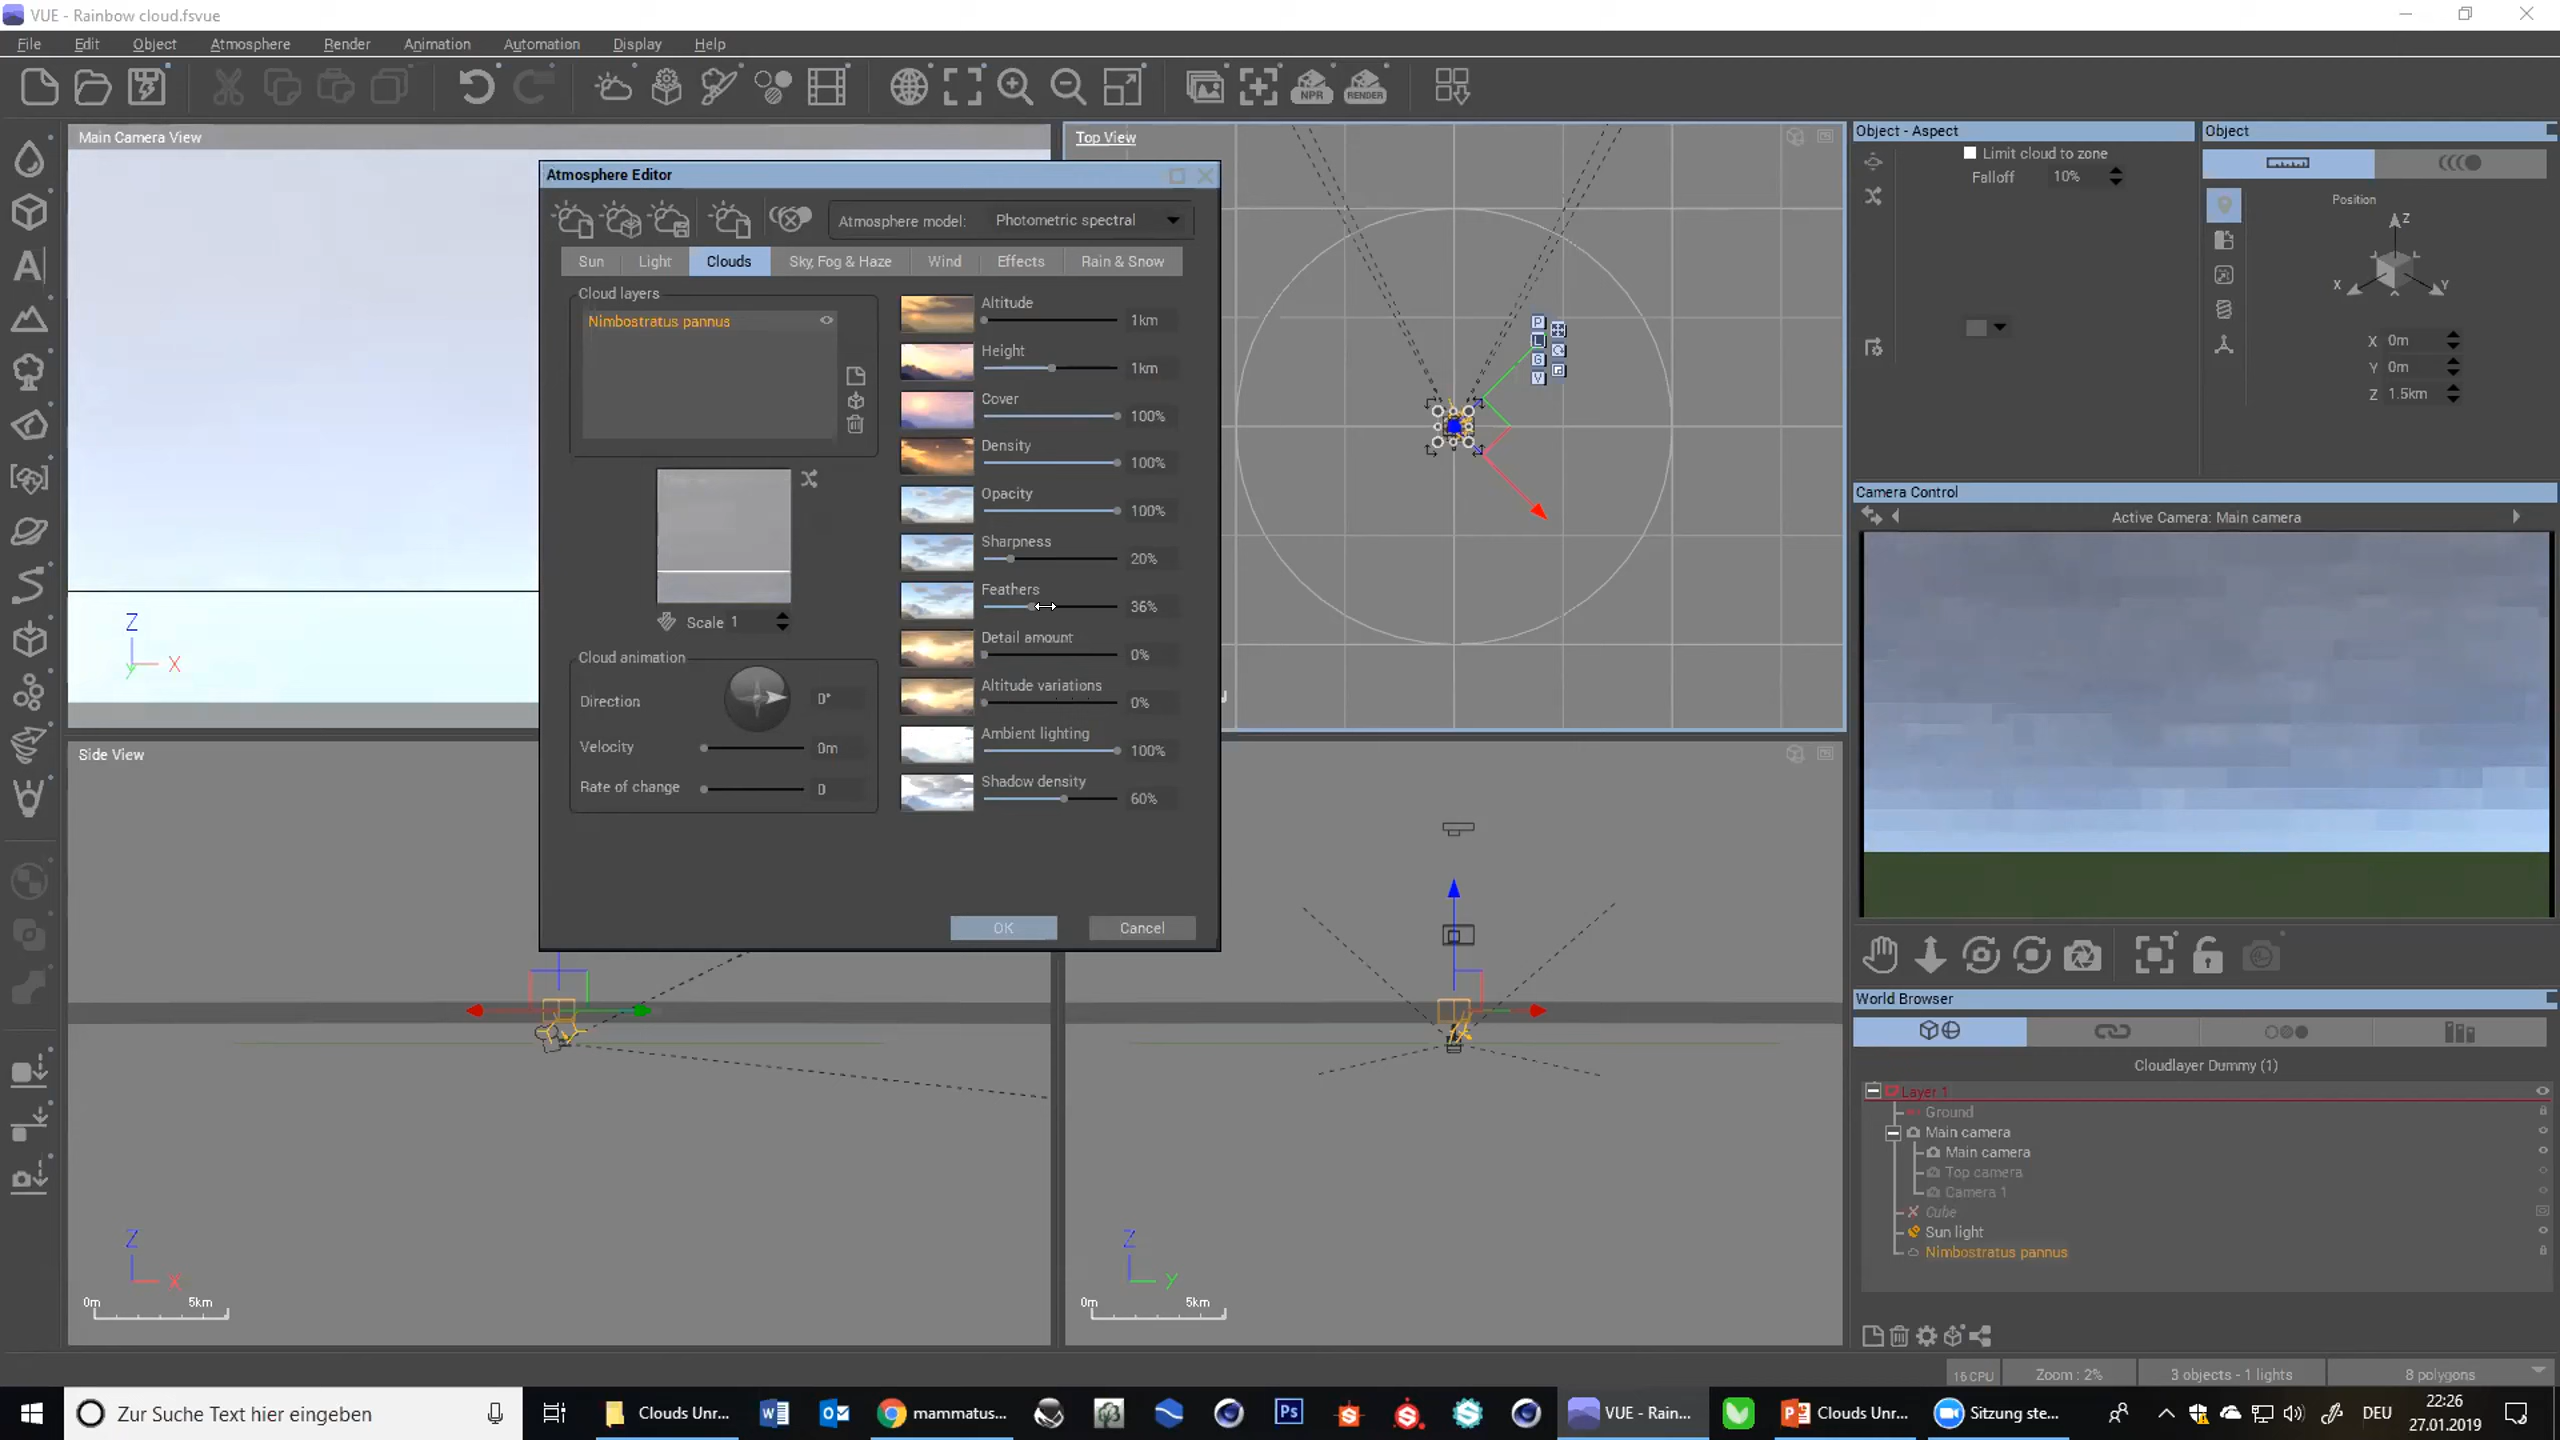 VUE - Rainbow cloud.fsvue
File Edit Object Atmosphere Render Animation Automation Display Help
NPR RENDER
Main Camera View
Top View
Object - Aspect
Object
Limit cloud to zone
Falloff 10%
Position
Z
X Y
X 0m
Y 0m
Z 1.5km
Atmosphere Editor
Atmosphere model: Photometric spectral
Sun Light Clouds Sky, Fog & Haze Wind Effects Rain & Snow
Cloud layers
Nimbostratus pannus
Scale 1
Cloud animation
Direction 0°
Velocity 0m
Rate of change 0
Altitude
1km
Height
1km
Cover
100%
Density
100%
Opacity
100%
Sharpness
20%
Feathers
36%
Detail amount
0%
Altitude variations
0%
Ambient lighting
100%
Shadow density
60%
OK Cancel
P
L
G
V
Z
X
Y
Camera Control
Active Camera: Main camera
Side View
Z
X
0m 5km
Z
Y
0m 5km
World Browser
Cloudlayer Dummy (1)
Layer 1
Ground
Main camera
Main camera
Top camera
Camera 1
Cube
Sun light
Nimbostratus pannus
16 CPU Zoom : 2% 3 objects - 1 lights 8 polygons
Zur Suche Text hier eingeben
Clouds Unr...
mammatus...
Ps
VUE - Rain...
Clouds Unr...
Sitzung ste...
DEU
22:26
27.01.2019